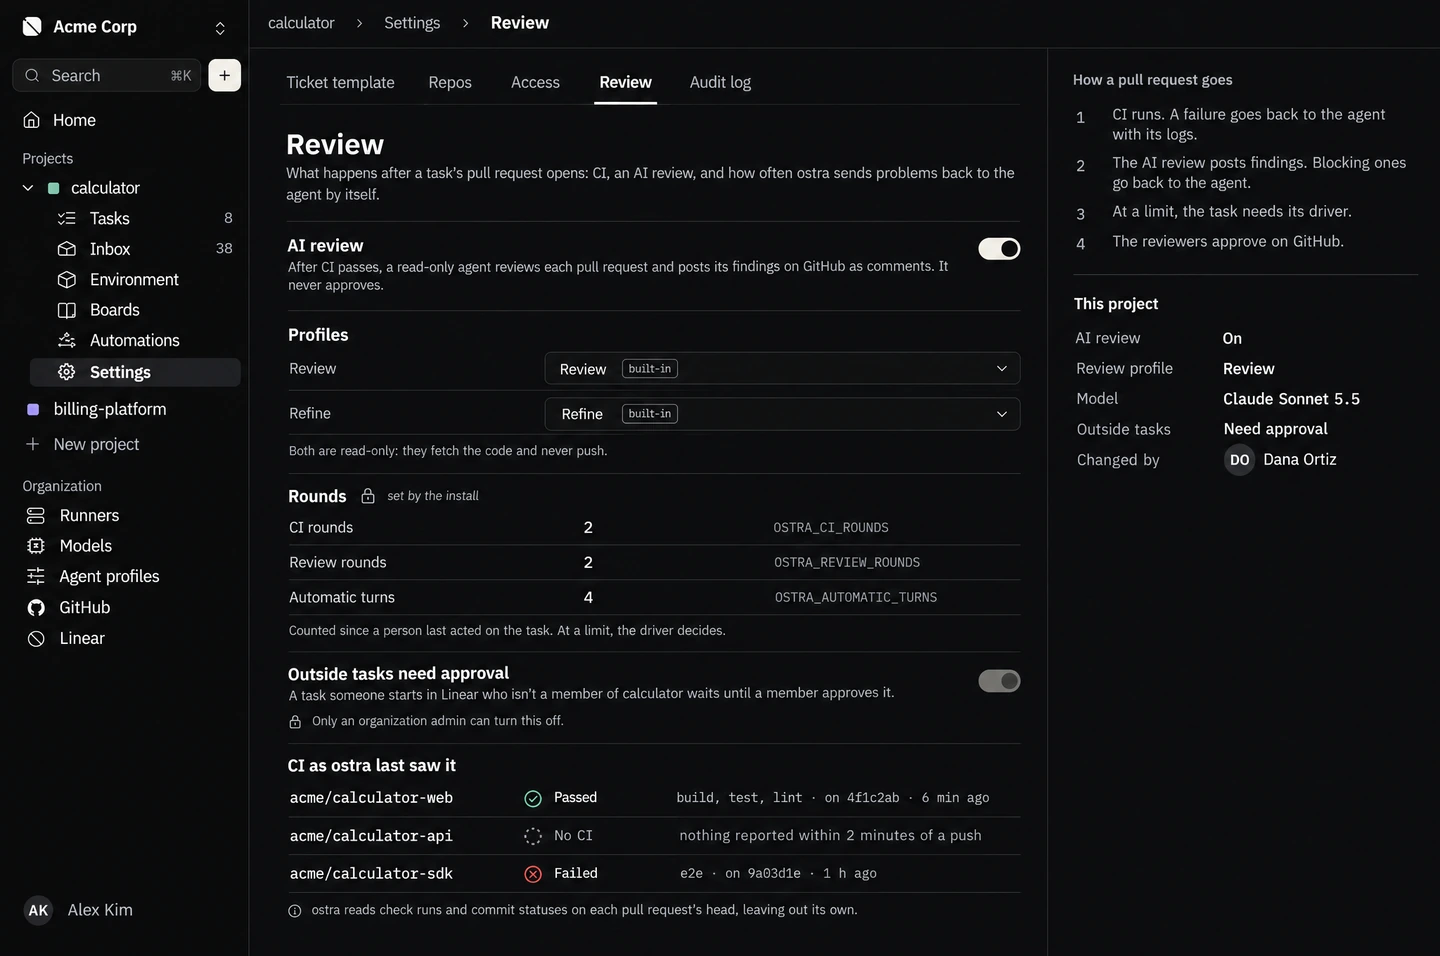 Acme Corp
Search ⌘K +
Home
Projects
calculator
Tasks 8
Inbox 38
Environment
Boards
Automations
Settings
billing-platform
New project
Organization
Runners
Models
Agent profiles
GitHub
Linear
AK Alex Kim
calculator > Settings > Review
Ticket template Repos Access Review Audit log
Review
What happens after a task's pull request opens: CI, an AI review, and how often ostra sends problems back to the
agent by itself.
AI review
After CI passes, a read-only agent reviews each pull request and posts its findings on GitHub as comments. It
never approves.
Profiles
Review Review built-in
Refine Refine built-in
Both are read-only: they fetch the code and never push.
Rounds set by the install
CI rounds 2 OSTRA_CI_ROUNDS
Review rounds 2 OSTRA_REVIEW_ROUNDS
Automatic turns 4 OSTRA_AUTOMATIC_TURNS
Counted since a person last acted on the task. At a limit, the driver decides.
Outside tasks need approval
A task someone starts in Linear who isn't a member of calculator waits until a member approves it.
Only an organization admin can turn this off.
CI as ostra last saw it
acme/calculator-web Passed build, test, lint · on 4f1c2ab · 6 min ago
acme/calculator-api No CI nothing reported within 2 minutes of a push
acme/calculator-sdk Failed e2e · on 9a03d1e · 1 h ago
ostra reads check runs and commit statuses on each pull request's head, leaving out its own.
How a pull request goes
1 CI runs. A failure goes back to the agent
with its logs.
2 The AI review posts findings. Blocking ones
go back to the agent.
3 At a limit, the task needs its driver.
4 The reviewers approve on GitHub.
This project
AI review On
Review profile Review
Model Claude Sonnet 5.5
Outside tasks Need approval
Changed by DO Dana Ortiz